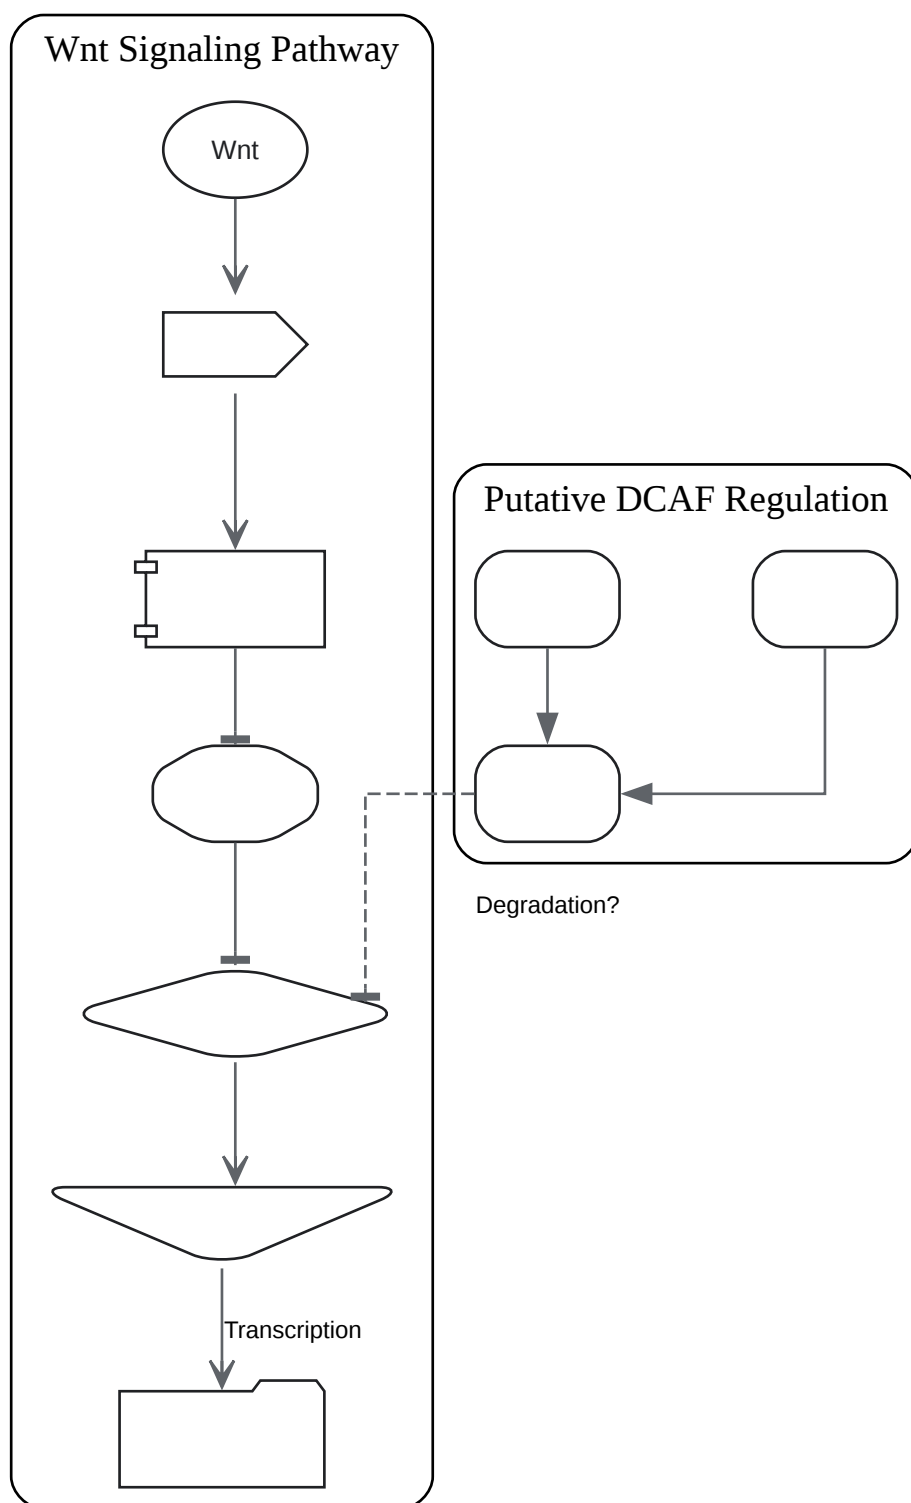 Wnt Signaling Pathway
Wnt
Putative DCAF Regulation
Degradation?
Transcription